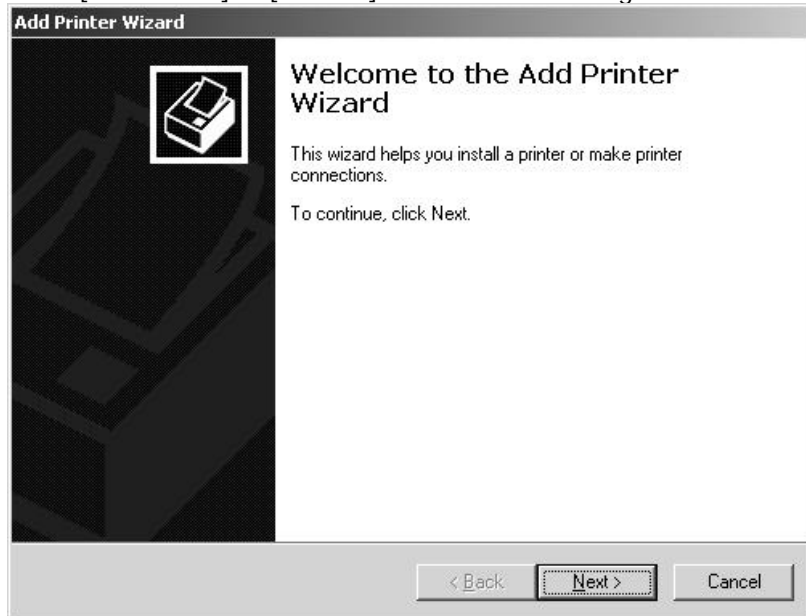 Add Printer Wizard
Welcome to the Add Printer
Wizard
This wizard helps you install a printer or make printer
connections.
To continue, click Next.
< Back Next > Cancel